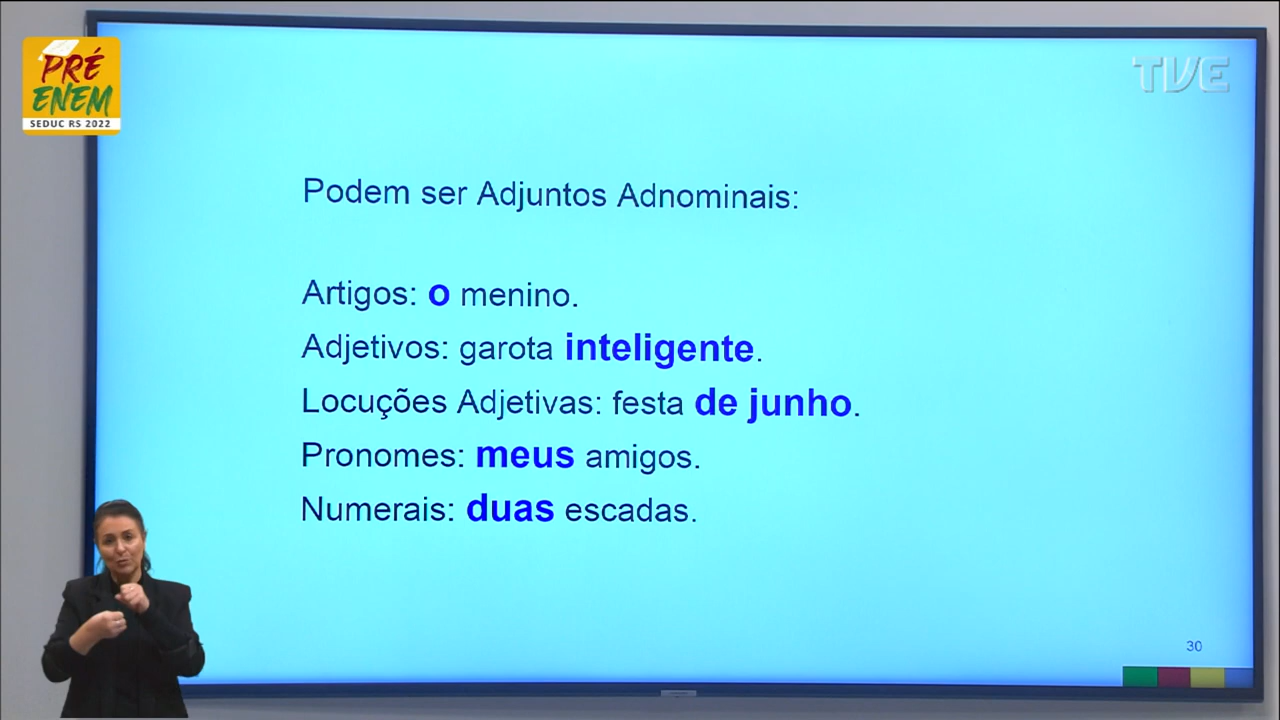 PRÉ
ENEM
SEDUC RS 2022
TVE
Podem ser Adjuntos Adnominais:
Artigos: o menino.
Adjetivos: garota inteligente.
Locuções Adjetivas: festa de junho.
Pronomes: meus amigos.
Numerais: duas escadas.
30